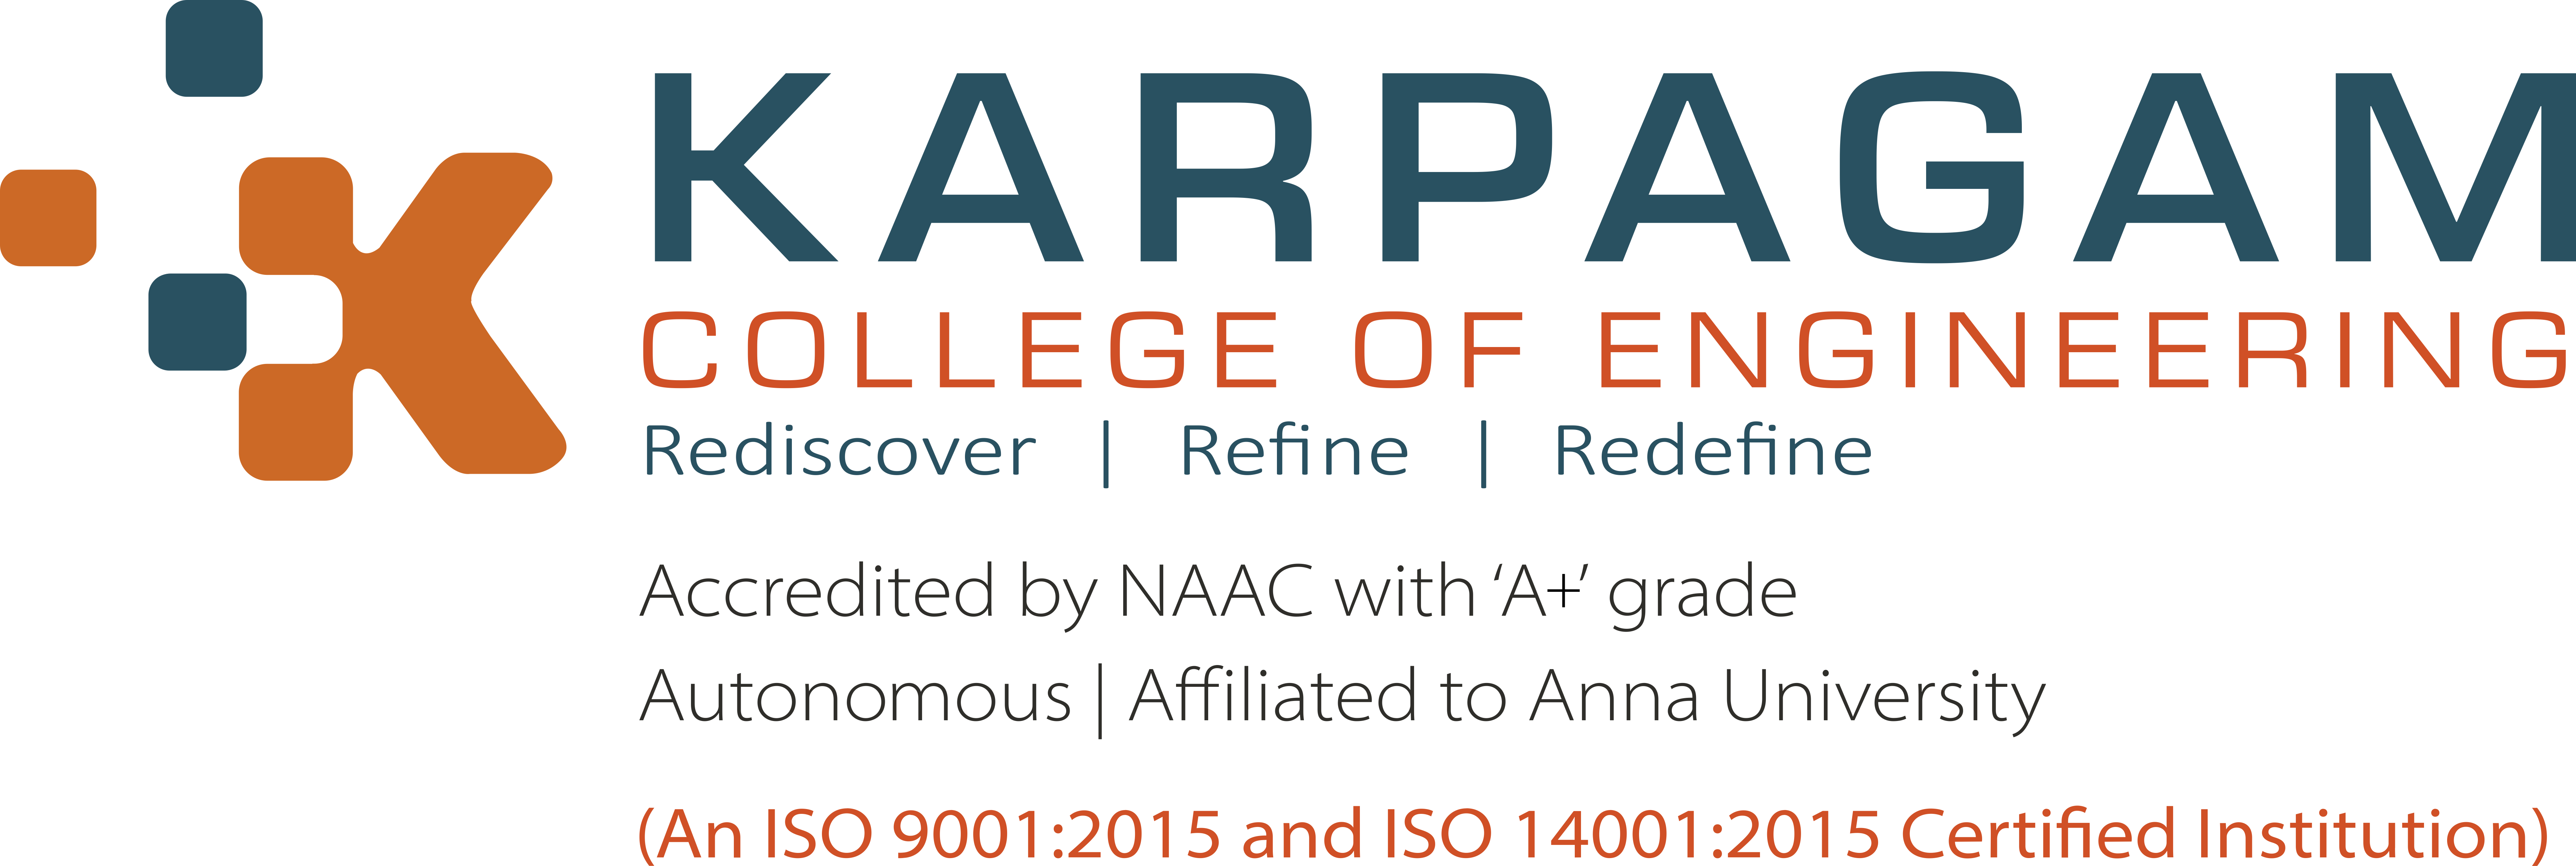 KARPAGAM
COLLEGE OF ENGINEERING
Rediscover | Refine | Redefine
Accredited by NAAC with ‘A+’ grade
Autonomous | Affiliated to Anna University
(An ISO 9001:2015 and ISO 14001:2015 Certified Institution)